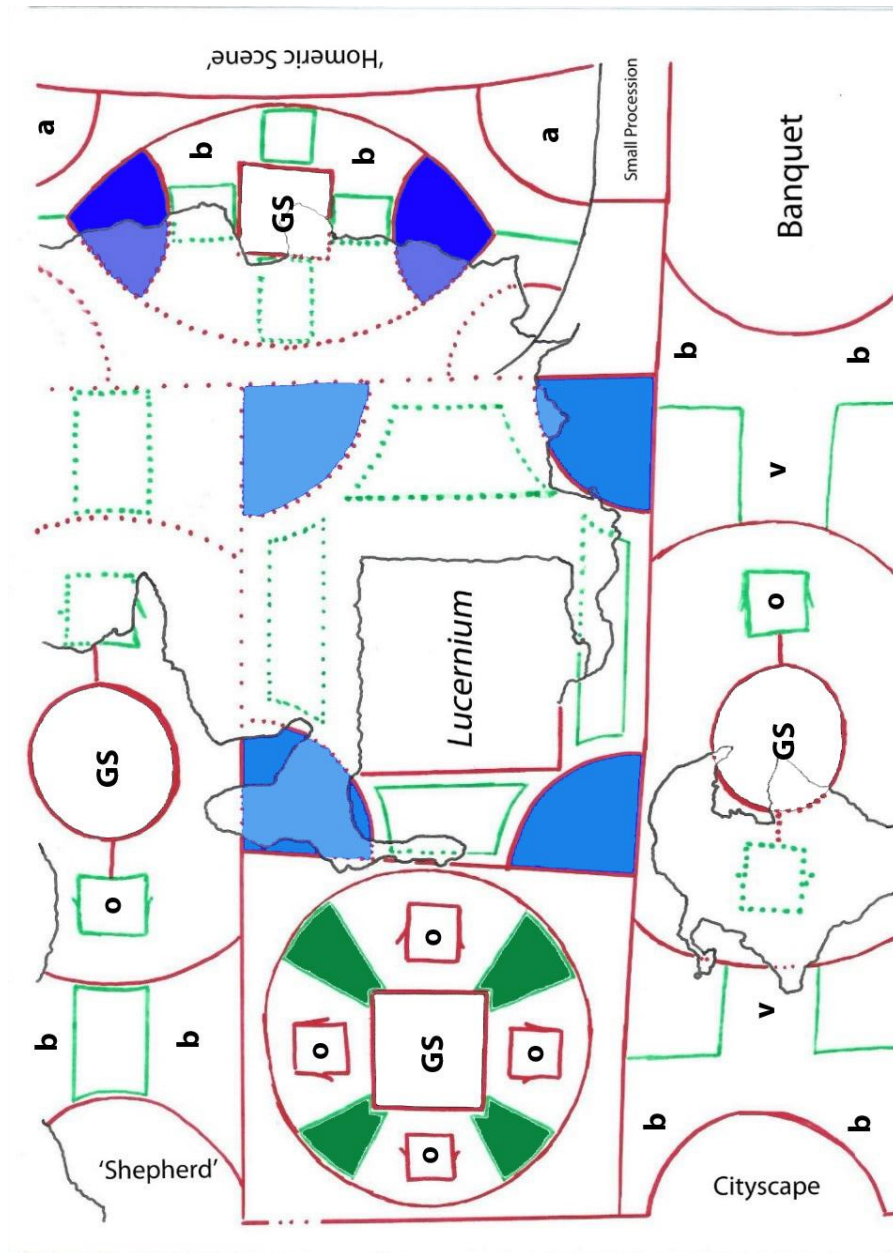 'Homeric Scene'
a
b
GS
b
a
Small Procession
Banquet
b
b
v
Lucernium
o
GS
GS
o
b
b
o
o
GS
o
o
v
b
b
'Shepherd'
Cityscape